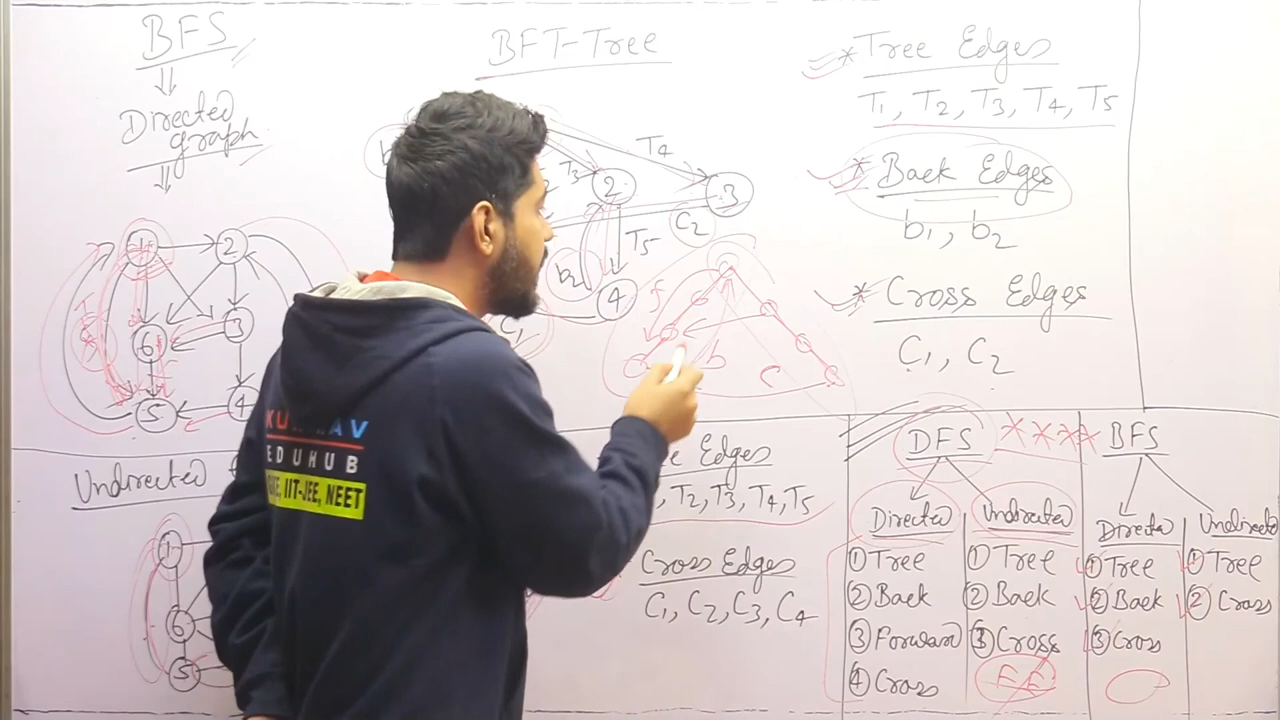 BFS
Directed
graph
1
2
3
6
5
4
BFT-Tree
b
T3
2
T4
3
C2
T5
b2
4
C1
f
b
C
* Tree Edges
T1, T2, T3, T4, T5
* Back Edges
b1, b2
* Cross Edges
C1, C2
KU AV
EDUHUB
IIT-JEE, NEET
Undirected
1
6
5
Edges
T2, T3, T4, T5
Cross Edges
C1, C2, C3, C4
DFS
Directed
① Tree
② Back
③ Forward
④ Cross
Undirected
① Tree
② Back
③ Cross
BFS
Directed
① Tree
② Back
③ Cross
Undirected
① Tree
② Cross